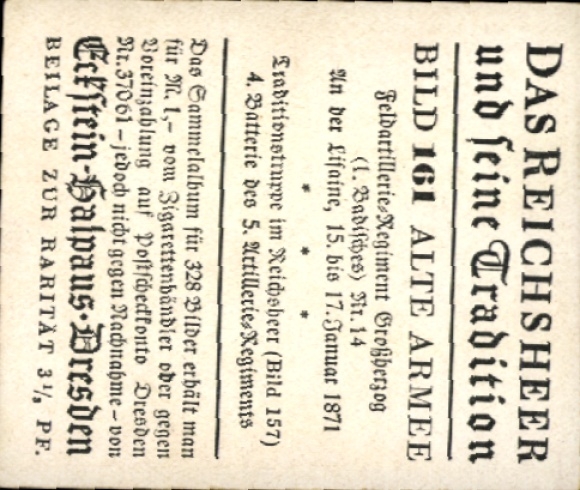 DAS REICHSHEER
und seine Tradition
BILD 161 ALTE ARMEE
Feldartillerie-Regiment Großherzog
(1. Badisches) Nr. 14
An der Lisaine, 15. bis 17. Januar 1871
* * *
Traditionstruppe im Reichsheer (Bild 157)
4. Batterie des 5. Artillerie-Regiments
Das Sammelalbum für 328 Bilder erhält man
für M. 1,- vom Zigarettenhändler oder gegen
Voreinzahlung auf Postscheckkonto Dresden
Nr. 37061 – jedoch nicht gegen Nachnahme – von
Eckstein-Halpaus·Dresden
BEILAGE ZUR RARITÄT 3⅓ PF.